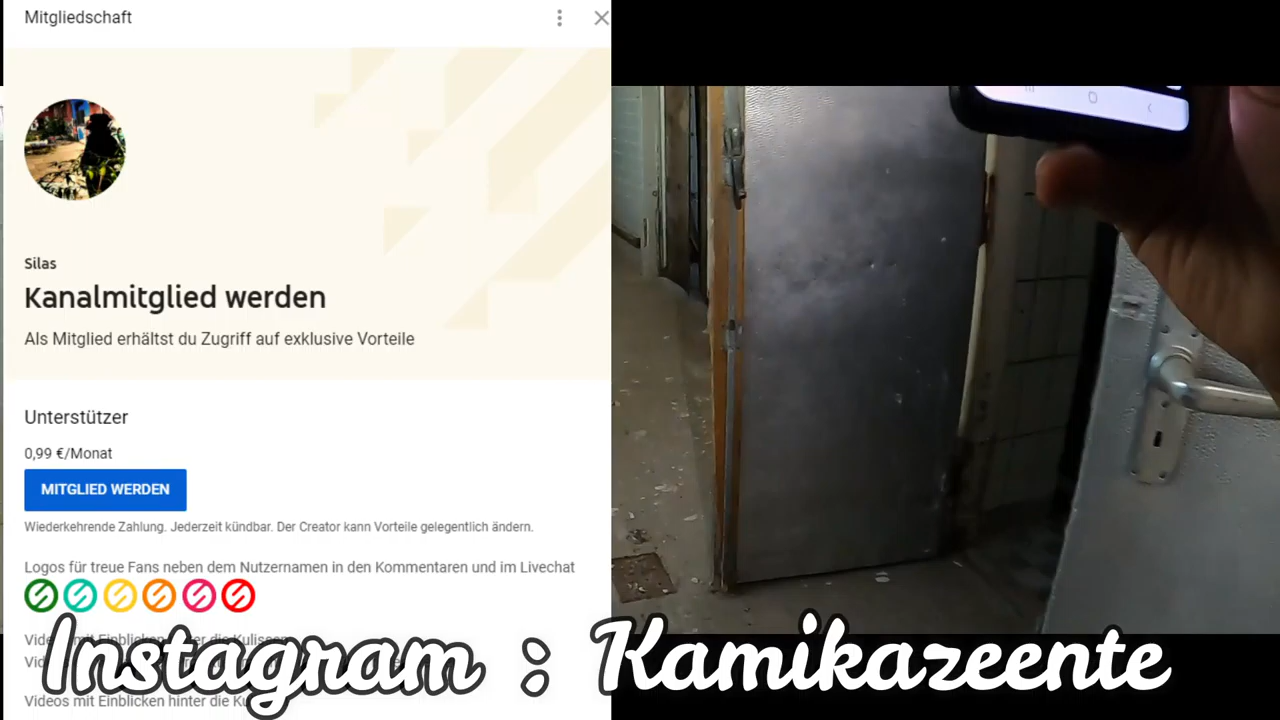 Mitgliedschaft
Silas
Kanalmitglied werden
Als Mitglied erhältst du Zugriff auf exklusive Vorteile
Unterstützer
0,99 €/Monat
MITGLIED WERDEN
Wiederkehrende Zahlung. Jederzeit kündbar. Der Creator kann Vorteile gelegentlich ändern.
Logos für treue Fans neben dem Nutzernamen in den Kommentaren und im Livechat
Instagram : Kamikazeente
Videos mit Einblicken hinter die